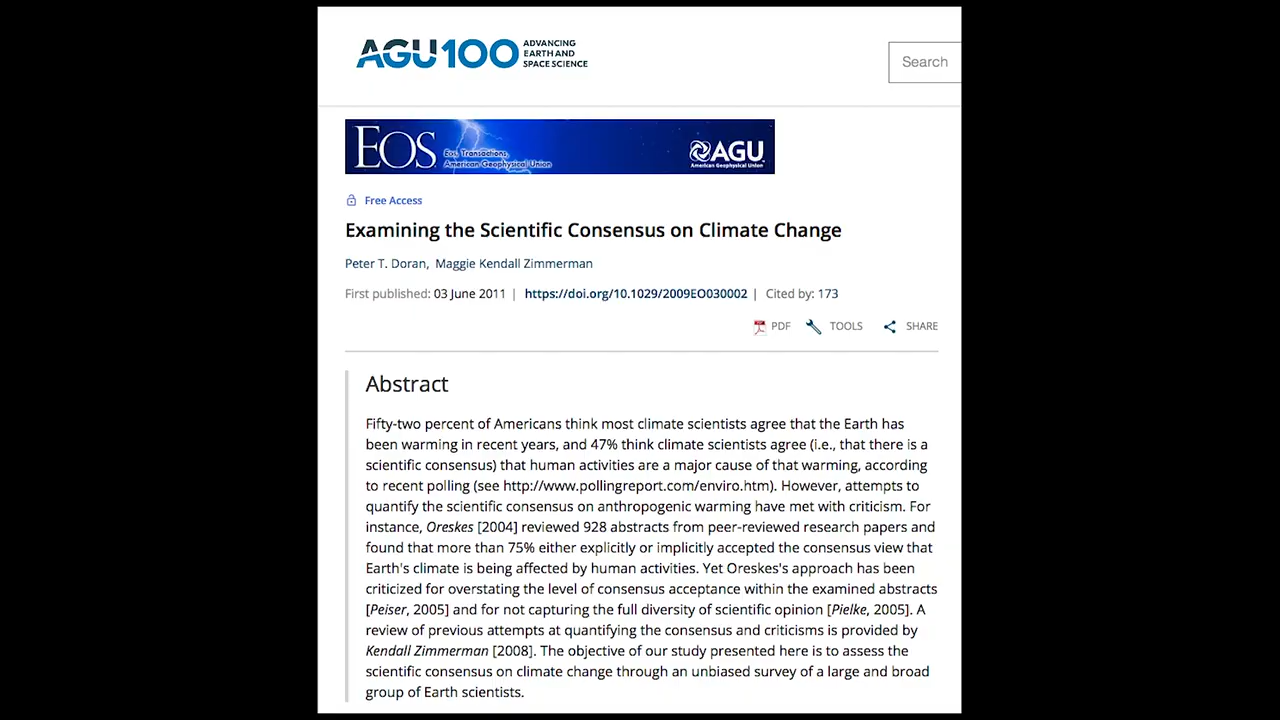 AGU100 ADVANCING
EARTH AND
SPACE SCIENCE
Search
EOS
Eos, Transactions,
American Geophysical Union
AGU
American Geophysical Union
Free Access
Examining the Scientific Consensus on Climate Change
Peter T. Doran, Maggie Kendall Zimmerman
First published: 03 June 2011 | https://doi.org/10.1029/2009EO030002 | Cited by: 173
PDF TOOLS SHARE
Abstract
Fifty-two percent of Americans think most climate scientists agree that the Earth has
been warming in recent years, and 47% think climate scientists agree (i.e., that there is a
scientific consensus) that human activities are a major cause of that warming, according
to recent polling (see http://www.pollingreport.com/enviro.htm). However, attempts to
quantify the scientific consensus on anthropogenic warming have met with criticism. For
instance, Oreskes [2004] reviewed 928 abstracts from peer-reviewed research papers and
found that more than 75% either explicitly or implicitly accepted the consensus view that
Earth's climate is being affected by human activities. Yet Oreskes's approach has been
criticized for overstating the level of consensus acceptance within the examined abstracts
[Peiser, 2005] and for not capturing the full diversity of scientific opinion [Pielke, 2005]. A
review of previous attempts at quantifying the consensus and criticisms is provided by
Kendall Zimmerman [2008]. The objective of our study presented here is to assess the
scientific consensus on climate change through an unbiased survey of a large and broad
group of Earth scientists.